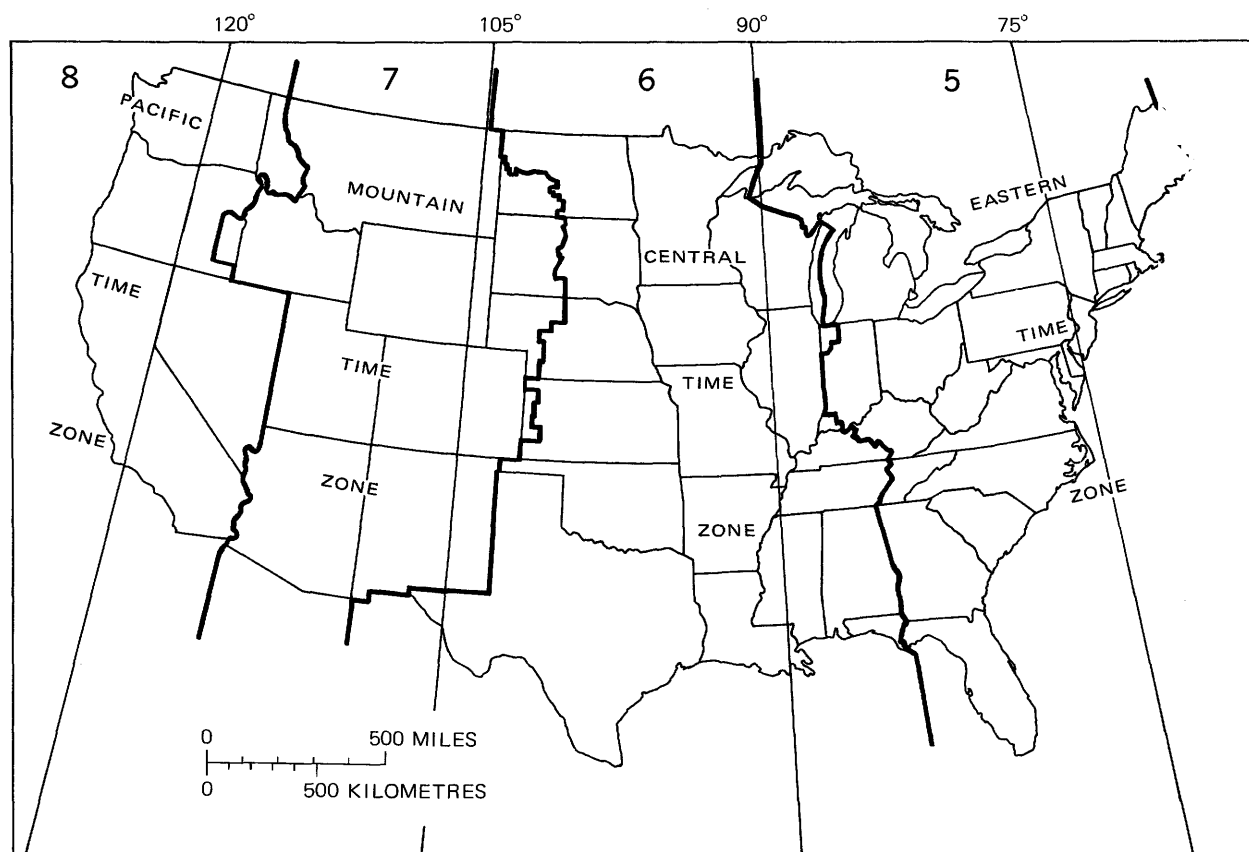 120° 105° 90° 75°
8 7 6 5
PACIFIC
TIME
ZONE
MOUNTAIN
TIME
ZONE
CENTRAL
TIME
ZONE
EASTERN
TIME
ZONE
0 500 MILES
0 500 KILOMETRES